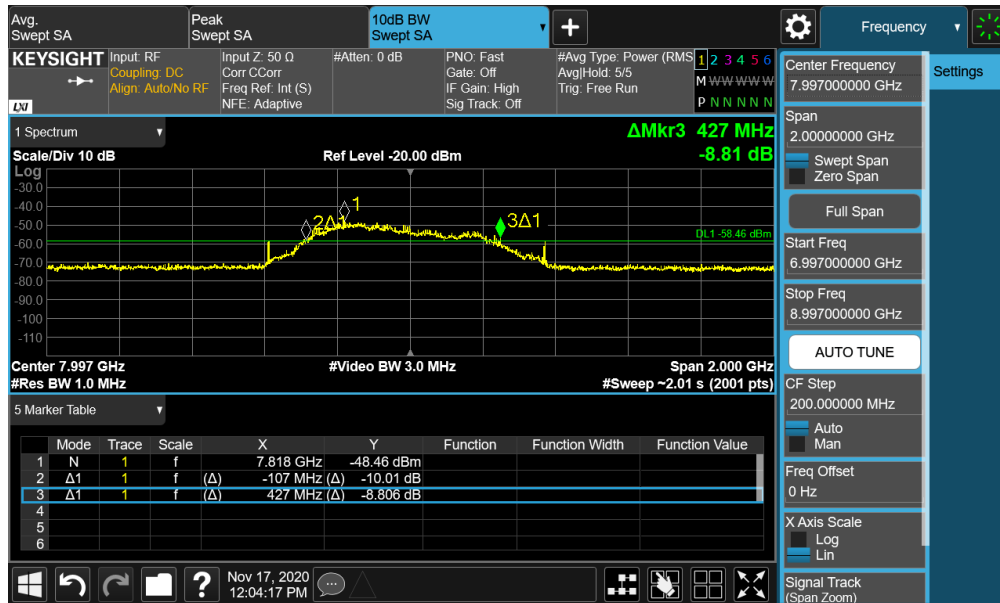 Avg.
Swept SA
Peak
Swept SA
10dB BW
Swept SA
Frequency
KEYSIGHT
LXI
Input: RF
Coupling: DC
Align: Auto/No RF
Input Z: 50 Ω
Corr CCorr
Freq Ref: Int (S)
NFE: Adaptive
#Atten: 0 dB
PNO: Fast
Gate: Off
IF Gain: High
Sig Track: Off
#Avg Type: Power (RMS
Avg|Hold: 5/5
Trig: Free Run
1 2 3 4 5 6
M W W W W W
P N N N N N
1 Spectrum
Scale/Div 10 dB
Ref Level -20.00 dBm
ΔMkr3 427 MHz
-8.81 dB
Log
-30.0
-40.0
-50.0
-60.0
-70.0
-80.0
-90.0
-100
-110
1
2Δ1
3Δ1
DL1 -58.46 dBm
Center 7.997 GHz
#Video BW 3.0 MHz
Span 2.000 GHz
#Res BW 1.0 MHz
#Sweep ~2.01 s (2001 pts)
5 Marker Table
Mode Trace Scale X Y Function Function Width Function Value
1 N 1 f 7.818 GHz -48.46 dBm
2 Δ1 1 f (Δ) -107 MHz (Δ) -10.01 dB
3 Δ1 1 f (Δ) 427 MHz (Δ) -8.806 dB
4
5
6
Nov 17, 2020
12:04:17 PM
Settings
Center Frequency
7.997000000 GHz
Span
2.00000000 GHz
Swept Span
Zero Span
Full Span
Start Freq
6.997000000 GHz
Stop Freq
8.997000000 GHz
AUTO TUNE
CF Step
200.000000 MHz
Auto
Man
Freq Offset
0 Hz
X Axis Scale
Log
Lin
Signal Track
(Span Zoom)